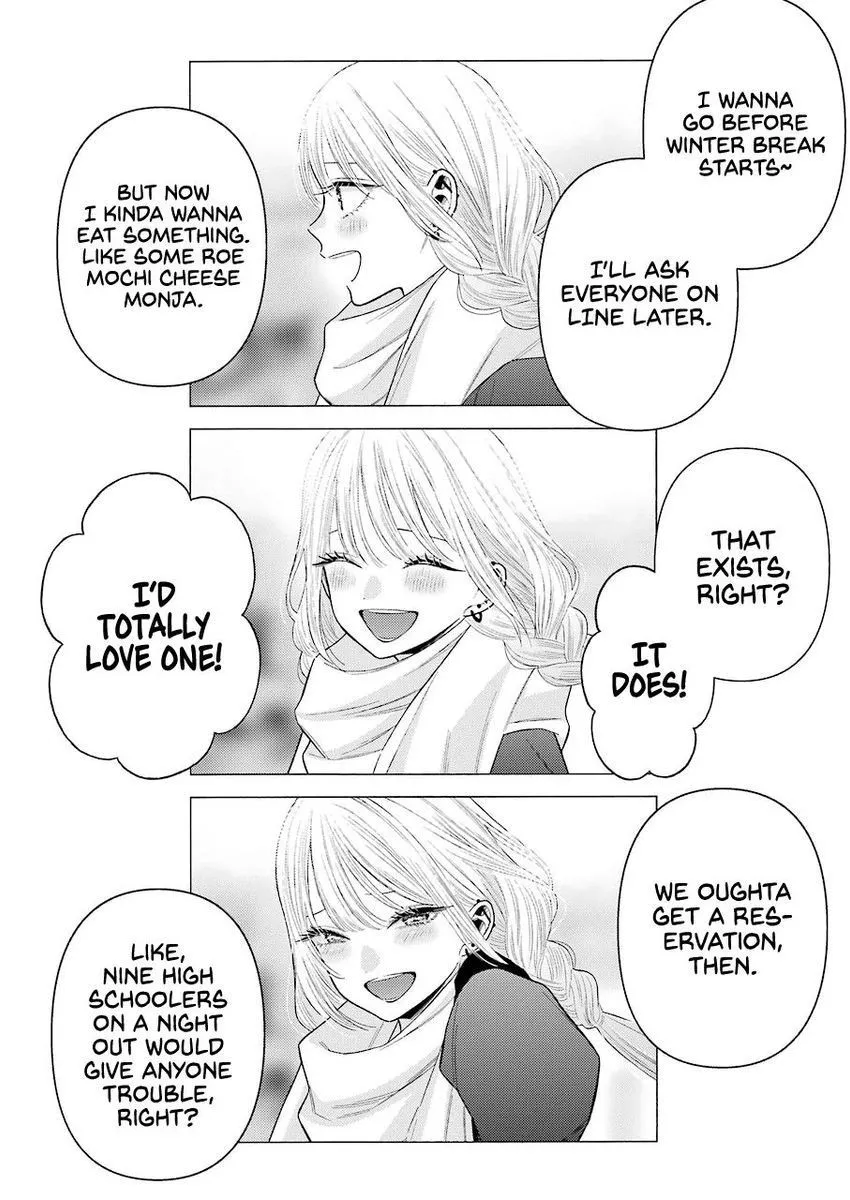 I WANNA
GO BEFORE
WINTER BREAK
STARTS~
I'LL ASK
EVERYONE ON
LINE LATER.
BUT NOW
I KINDA WANNA
EAT SOMETHING.
LIKE SOME ROE
MOCHI CHEESE
MONJA.
THAT
EXISTS,
RIGHT?
IT
DOES!
I'D
TOTALLY
LOVE ONE!
WE OUGHTA
GET A RES-
ERVATION,
THEN.
LIKE,
NINE HIGH
SCHOOLERS
ON A NIGHT
OUT WOULD
GIVE ANYONE
TROUBLE,
RIGHT?